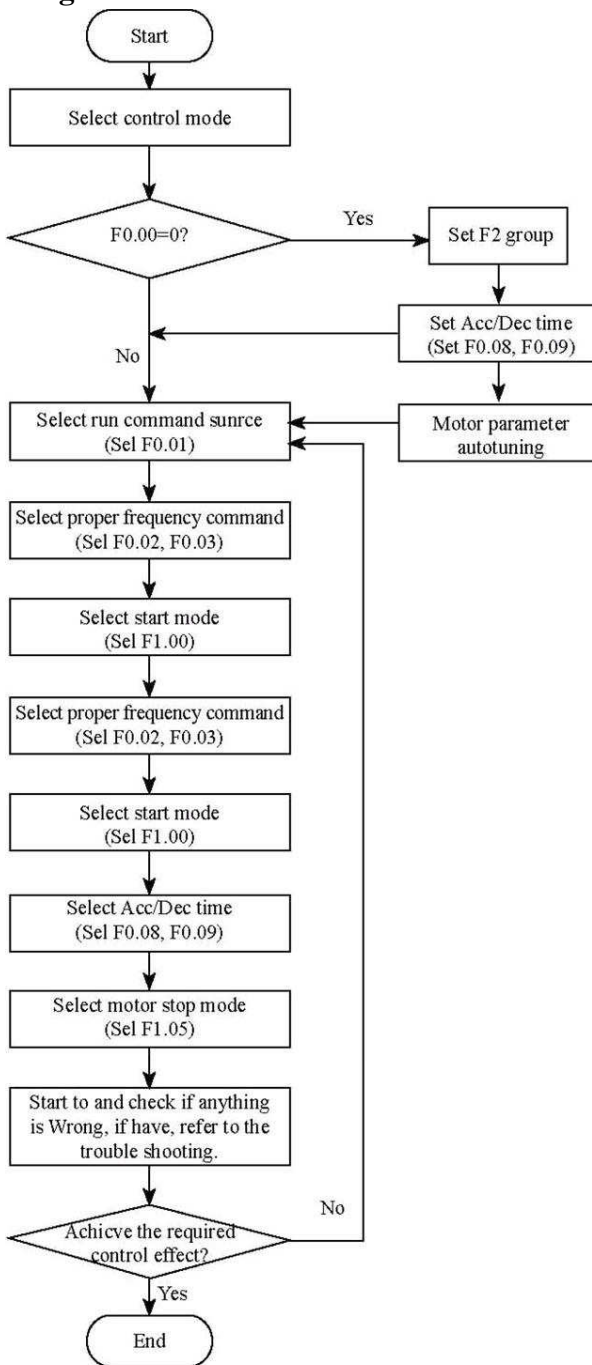 Start
Select control mode
F0.00=0?
Yes
Set F2 group
Set Acc/Dec time
(Set F0.08, F0.09)
No
Motor parameter
autotuning
Select run command sunrce
(Sel F0.01)
Select proper frequency command
(Sel F0.02, F0.03)
Select start mode
(Sel F1.00)
Select proper frequency command
(Sel F0.02, F0.03)
Select start mode
(Sel F1.00)
Select Acc/Dec time
(Sel F0.08, F0.09)
Select motor stop mode
(Sel F1.05)
Start to and check if anything
is Wrong, if have, refer to the
trouble shooting.
No
Achicve the required
control effect?
Yes
End